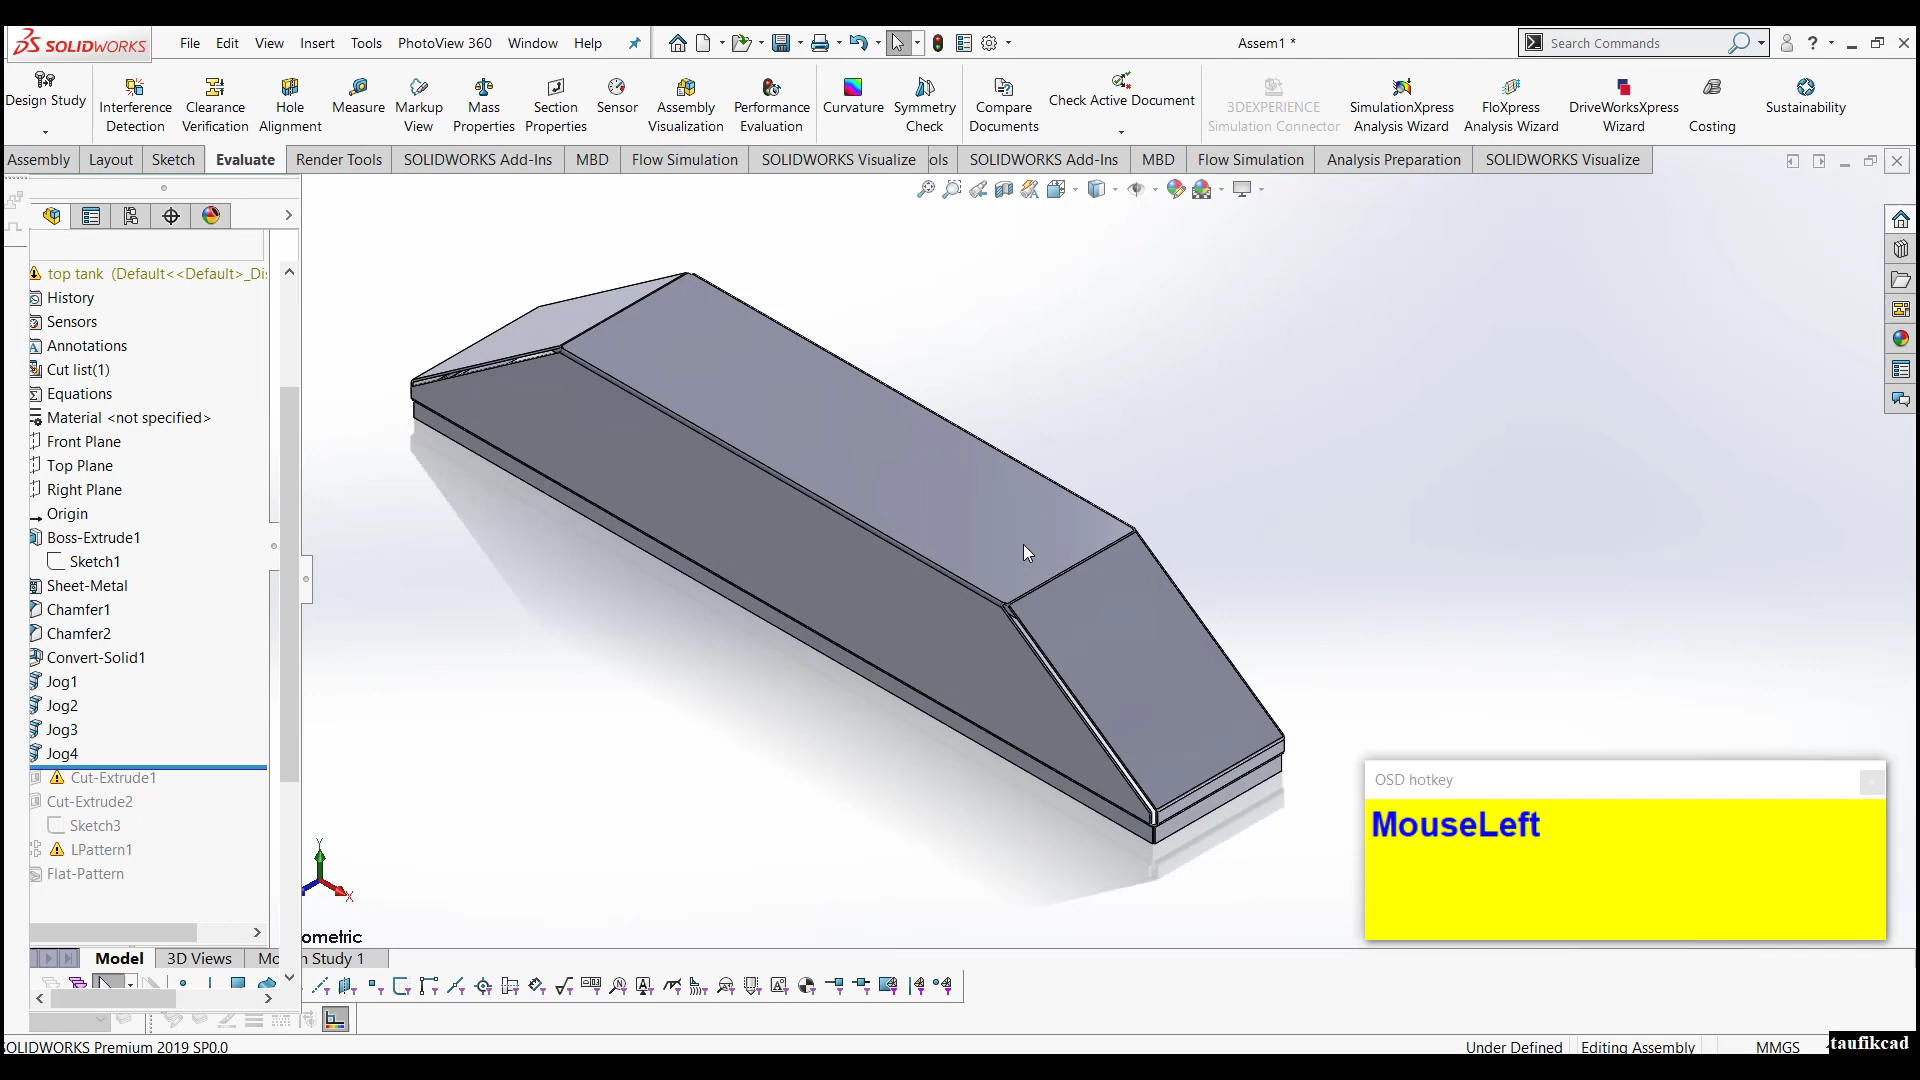 SOLIDWORKS File Edit View Insert Tools PhotoView 360 Window Help Assem1 * Search Commands ?
Design Study Interference Detection Clearance Verification Hole Alignment Measure Markup View Mass Properties Section Properties Sensor Assembly Visualization Performance Evaluation Curvature Symmetry Check Compare Documents Check Active Document 3DEXPERIENCE Simulation Connector SimulationXpress Analysis Wizard FloXpress Analysis Wizard DriveWorksXpress Wizard Costing Sustainability
Assembly Layout Sketch Evaluate Render Tools SOLIDWORKS Add-Ins MBD Flow Simulation SOLIDWORKS Visualize ols SOLIDWORKS Add-Ins MBD Flow Simulation Analysis Preparation SOLIDWORKS Visualize
top tank (Default<<Default>_Di
History
Sensors
Annotations
Cut list(1)
Equations
Material <not specified>
Front Plane
Top Plane
Right Plane
Origin
Boss-Extrude1
Sketch1
Sheet-Metal
Chamfer1
Chamfer2
Convert-Solid1
Jog1
Jog2
Jog3
Jog4
Cut-Extrude1
Cut-Extrude2
Sketch3
LPattern1
Flat-Pattern
Y
X
ometric
OSD hotkey
MouseLeft
Model 3D Views Mo n Study 1
SOLIDWORKS Premium 2019 SP0.0 Under Defined Editing Assembly MMGS taufikcad